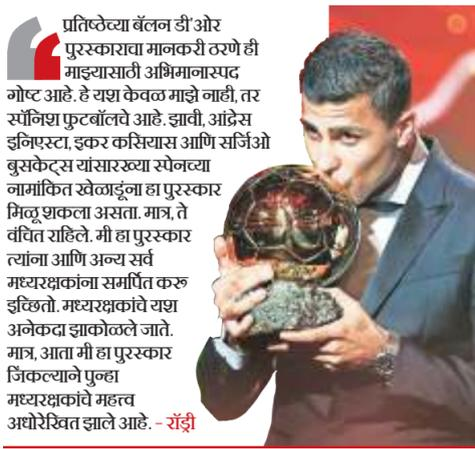 प्रतिष्ठेच्या बॅलन डी'ओर
पुरस्काराचा मानकरी ठरणे ही
माझ्यासाठी अभिमानास्पद
गोष्ट आहे. हे यश केवळ माझे नाही, तर
स्पॅनिश फुटबॉलचे आहे. झावी, आंद्रेस
इनिएस्टा, इकर कसियास आणि सर्जिओ
बुसकेट्स यांसारख्या स्पेनच्या
नामांकित खेळाडूंना हा पुरस्कार
मिळू शकला असता. मात्र, ते
वंचित राहिले. मी हा पुरस्कार
त्यांना आणि अन्य सर्व
मध्यरक्षकांना समर्पित करू
इच्छितो. मध्यरक्षकांचे यश
अनेकदा झाकोळले जाते.
मात्र, आता मी हा पुरस्कार
जिंकल्याने पुन्हा
मध्यरक्षकांचे महत्त्व
अधोरेखित झाले आहे. - रॉड्री